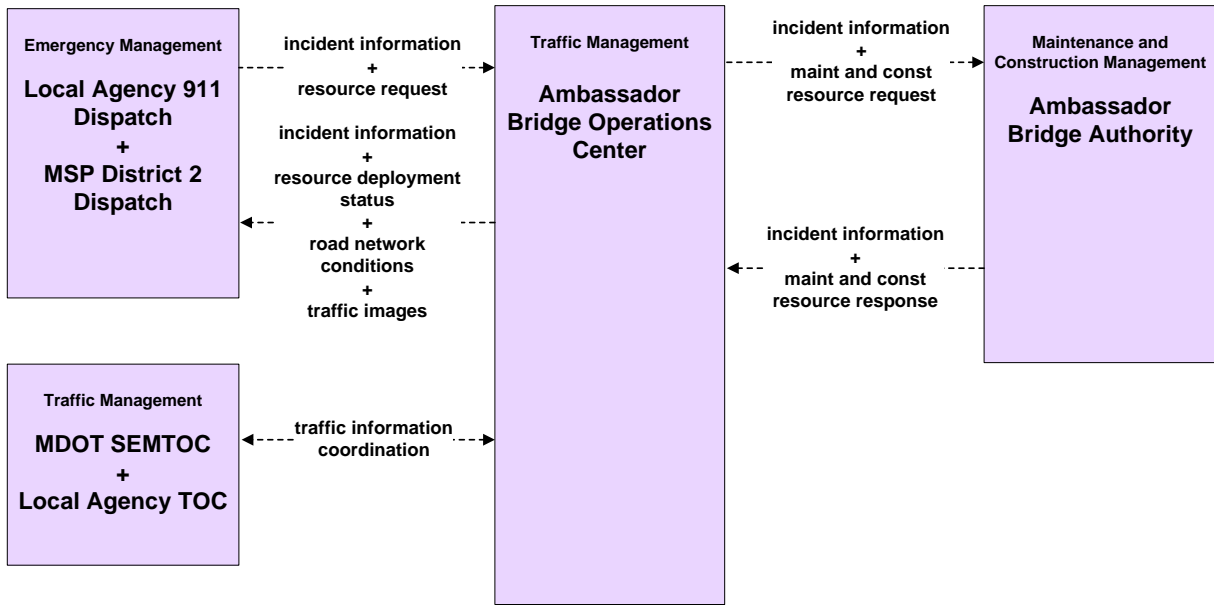 Emergency Management
Local Agency 911
Dispatch
+
MSP District 2
Dispatch
incident information
+
resource request
incident information
+
resource deployment
status
+
road network
conditions
+
traffic images
Traffic Management
Ambassador
Bridge Operations
Center
incident information
+
maint and const
resource request
incident information
+
maint and const
resource response
Maintenance and
Construction Management
Ambassador
Bridge Authority
Traffic Management
MDOT SEMTOC
+
Local Agency TOC
traffic information
coordination